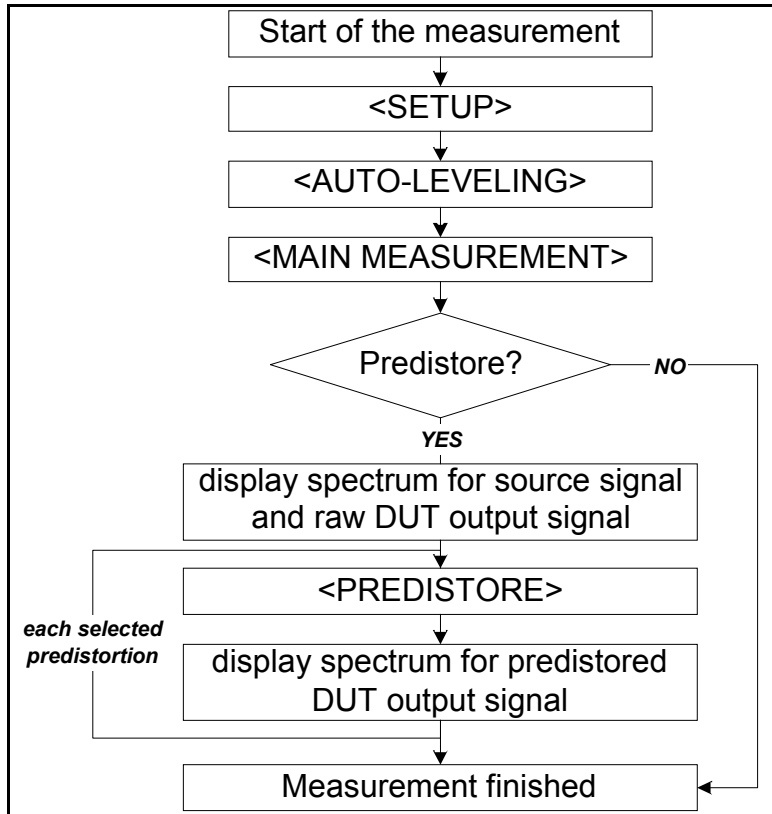 Start of the measurement
<SETUP>
<AUTO-LEVELING>
<MAIN MEASUREMENT>
Predistore?
NO
YES
display spectrum for source signal
and raw DUT output signal
<PREDISTORE>
each selected
predistortion
display spectrum for predistored
DUT output signal
Measurement finished